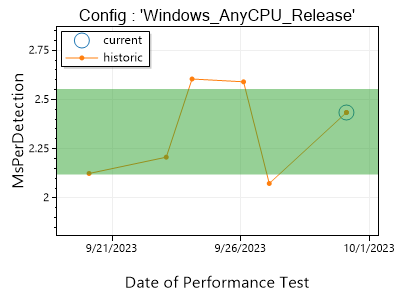 Config : 'Windows_AnyCPU_Release'
current
historic
2.75
2.5
2.25
2
MsPerDetection
9/21/2023
9/26/2023
10/1/2023
Date of Performance Test